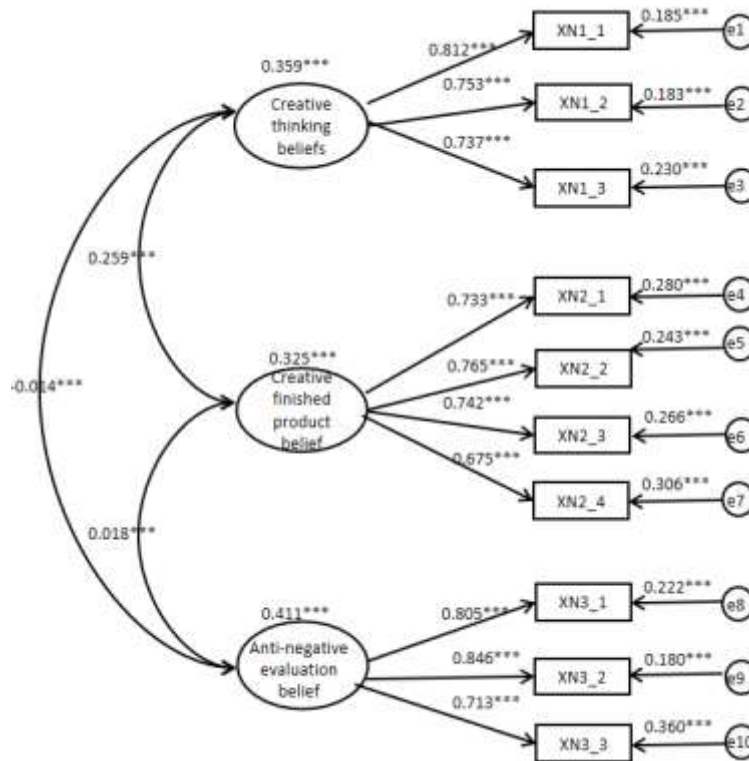 0.185***
XN1_1
e1
0.812***
0.359***
0.753***
0.183***
Creative
thinking
beliefs
XN1_2
e2
0.737***
0.230***
XN1_3
e3
0.259***
0.280***
XN2_1
e4
0.733***
0.243***
e5
0.325***
0.765***
XN2_2
Creative
finished
product
belief
-0.014***
0.742***
0.266***
XN2_3
e6
0.675***
0.306***
XN2_4
e7
0.018***
0.222***
XN3_1
e8
0.411***
0.805***
Anti-negative
evaluation
belief
0.846***
0.180***
XN3_2
e9
0.713***
0.360***
XN3_3
e10